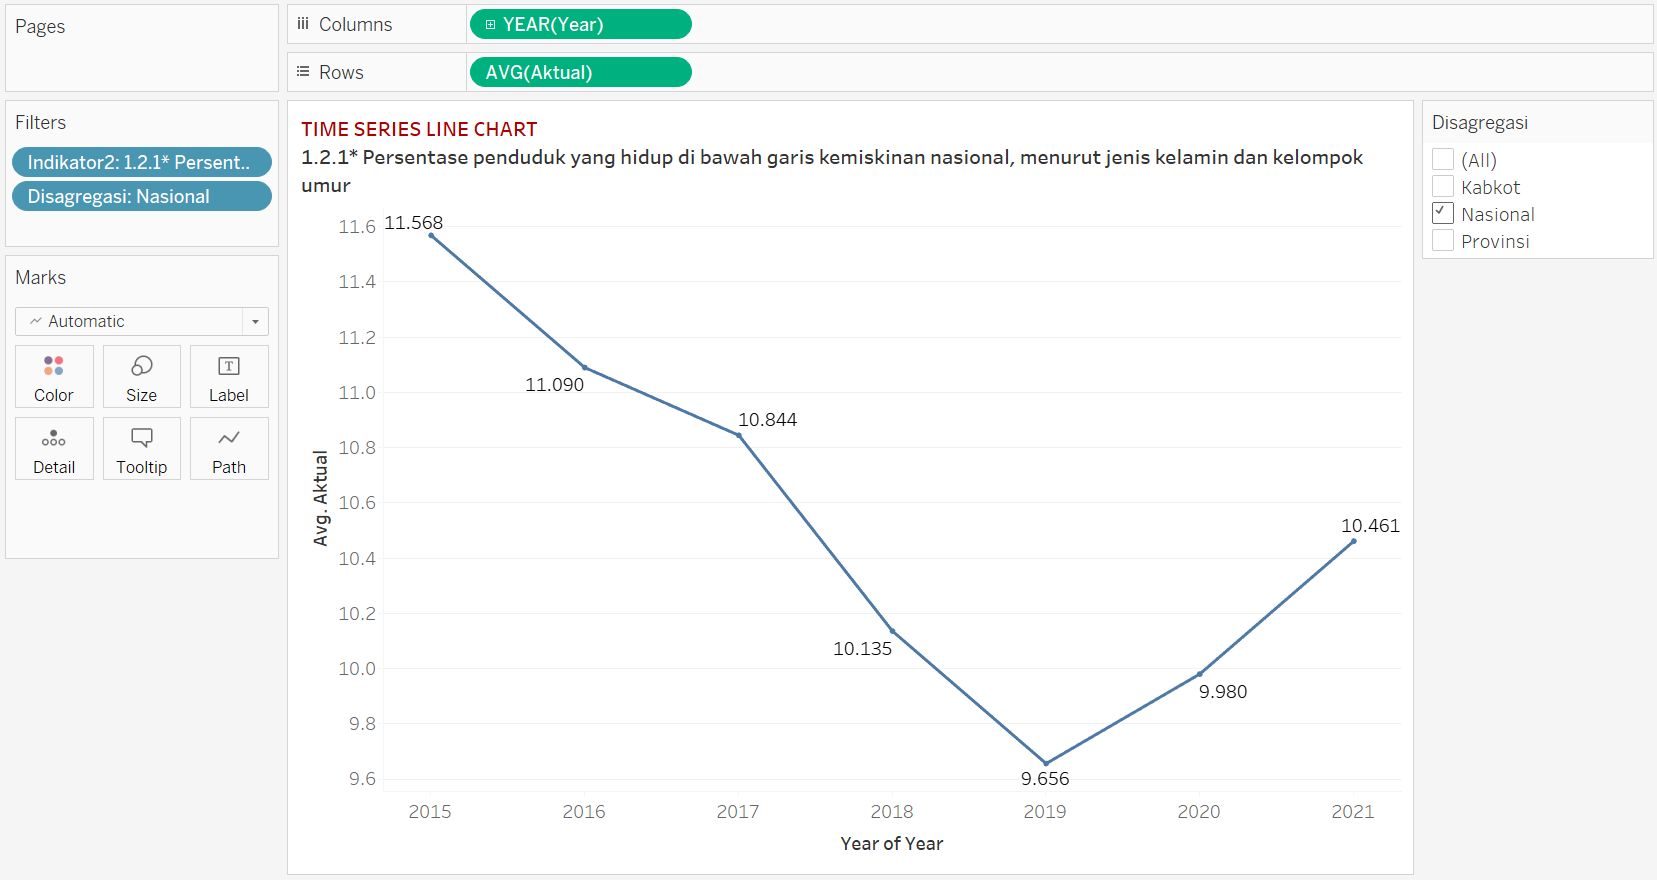 Pages
Columns
YEAR(Year)
Rows
AVG(Aktual)
Filters
Indikator2: 1.2.1* Persent..
Disagregasi: Nasional
Marks
Automatic
Color
Size
T
Label
Detail
Tooltip
Path
TIME SERIES LINE CHART
1.2.1* Persentase penduduk yang hidup di bawah garis kemiskinan nasional, menurut jenis kelamin dan kelompok
umur
Avg. Aktual
11.6
11.4
11.2
11.0
10.8
10.6
10.4
10.2
10.0
9.8
9.6
11.568
11.090
10.844
10.135
9.656
9.980
10.461
2015 2016 2017 2018 2019 2020 2021
Year of Year
Disagregasi
(All)
Kabkot
Nasional
Provinsi